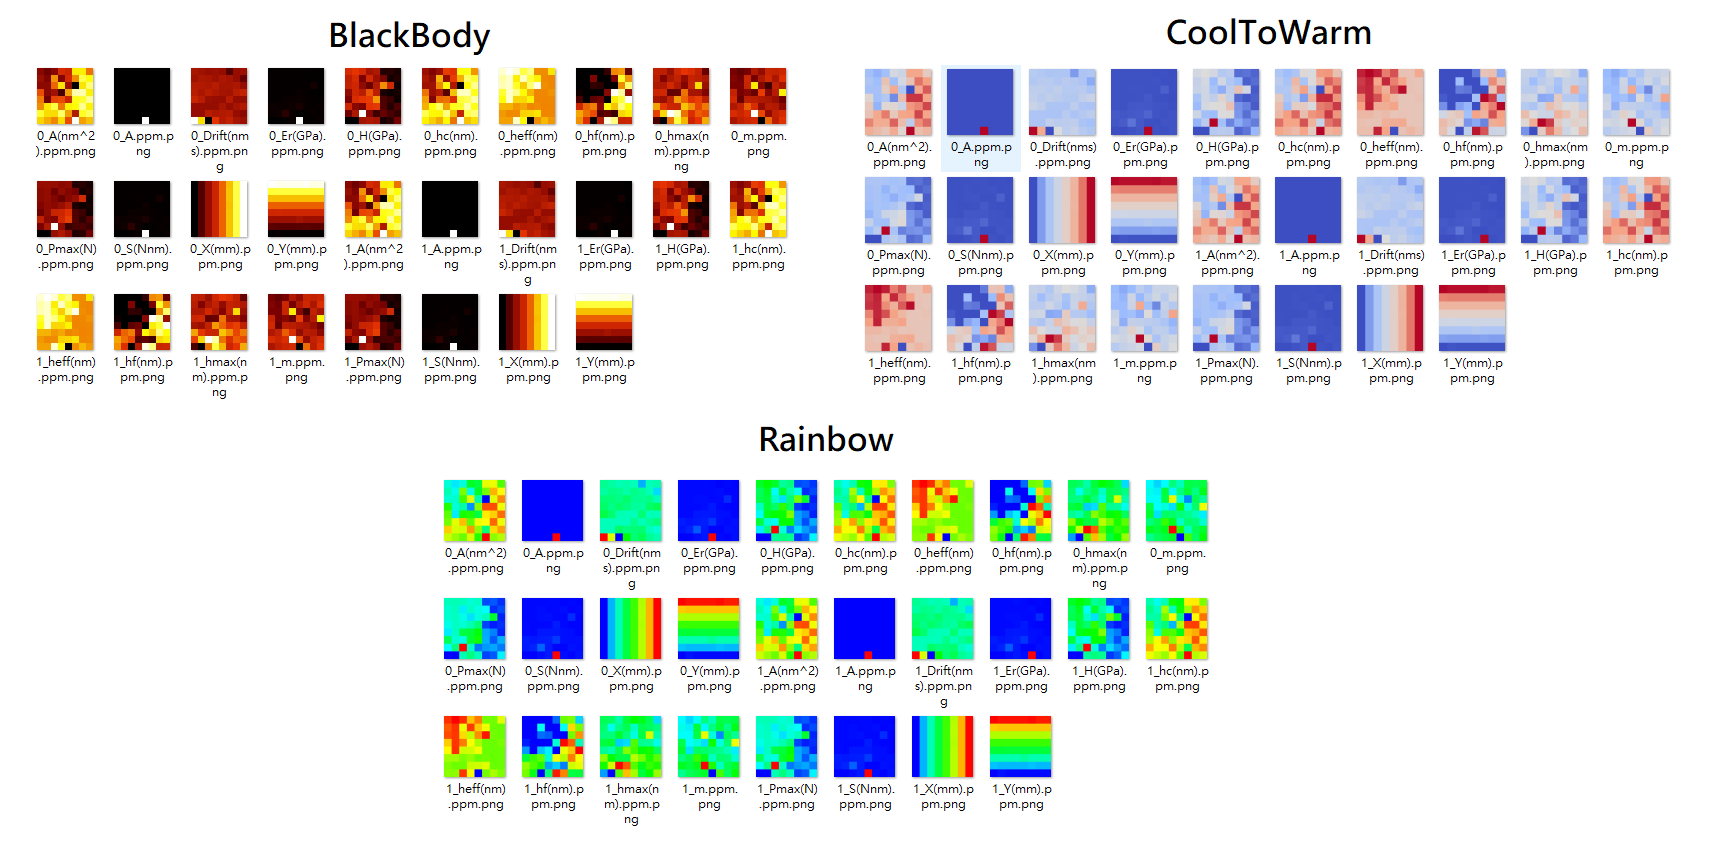 BlackBody
0_A(nm^2 0_A.ppm.p 0_Drift(nm 0_Er(GPa). 0_H(GPa). 0_hc(nm). 0_heff(nm) 0_hf(nm).p 0_hmax(n 0_m.ppm.
).ppm.png ng s).ppm.pn ppm.png ppm.png ppm.png .ppm.png pm.png m).ppm.p png
g ng
0_Pmax(N) 0_S(Nnm). 0_X(mm).p 0_Y(mm).p 1_A(nm^2 1_A.ppm.p 1_Drift(nm 1_Er(GPa). 1_H(GPa). 1_hc(nm).
.ppm.png ppm.png pm.png pm.png ).ppm.png ng s).ppm.pn ppm.png ppm.png ppm.png
g
1_heff(nm) 1_hf(nm).p 1_hmax(n 1_m.ppm. 1_Pmax(N) 1_S(Nnm). 1_X(mm).p 1_Y(mm).p
.ppm.png pm.png m).ppm.p png .ppm.png ppm.png pm.png pm.png
ng
CoolToWarm
0_A(nm^2). 0_A.ppm.p 0_Drift(nms) 0_Er(GPa).p 0_H(GPa).p 0_hc(nm).p 0_heff(nm). 0_hf(nm).p 0_hmax(nm 0_m.ppm.p
ppm.png ng .ppm.png pm.png pm.png pm.png ppm.png pm.png ).ppm.png ng
0_Pmax(N). 0_S(Nnm).p 0_X(mm).p 0_Y(mm).p 1_A(nm^2). 1_A.ppm.p 1_Drift(nms) 1_Er(GPa).p 1_H(GPa).p 1_hc(nm).p
ppm.png pm.png pm.png pm.png ppm.png ng .ppm.png pm.png pm.png pm.png
1_heff(nm). 1_hf(nm).p 1_hmax(nm 1_m.ppm.p 1_Pmax(N). 1_S(Nnm).p 1_X(mm).p 1_Y(mm).p
ppm.png pm.png ).ppm.png ng ppm.png pm.png pm.png pm.png
Rainbow
0_A(nm^2) 0_A.ppm.p 0_Drift(nm 0_Er(GPa). 0_H(GPa). 0_hc(nm).p 0_heff(nm) 0_hf(nm).p 0_hmax(n 0_m.ppm.
.ppm.png ng s).ppm.pn ppm.png ppm.png pm.png .ppm.png pm.png m).ppm.p png
g ng
0_Pmax(N) 0_S(Nnm). 0_X(mm).p 0_Y(mm).p 1_A(nm^2) 1_A.ppm.p 1_Drift(nm 1_Er(GPa). 1_H(GPa). 1_hc(nm).p
.ppm.png ppm.png pm.png pm.png .ppm.png ng s).ppm.pn ppm.png ppm.png pm.png
g
1_heff(nm) 1_hf(nm).p 1_hmax(n 1_m.ppm. 1_Pmax(N) 1_S(Nnm). 1_X(mm).p 1_Y(mm).p
.ppm.png pm.png m).ppm.p png .ppm.png ppm.png pm.png pm.png
ng